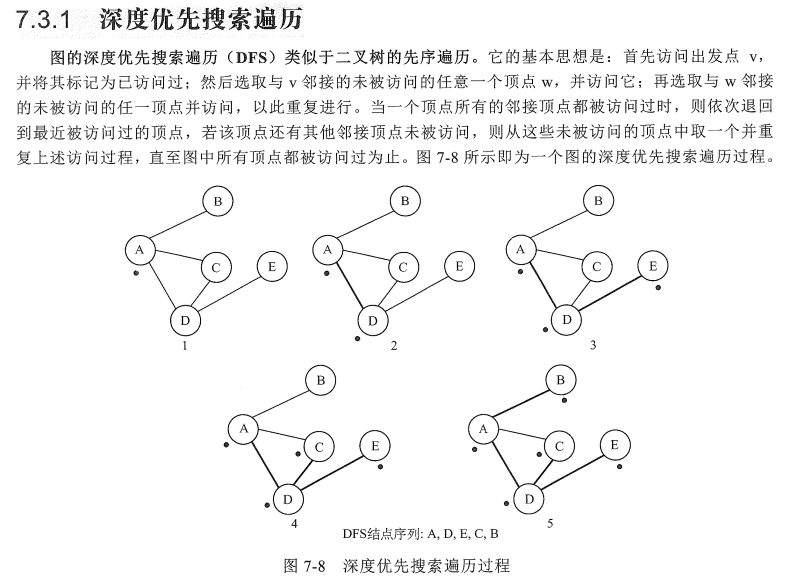 7.3.1 深度优先搜索遍历
图的深度优先搜索遍历（DFS）类似于二叉树的先序遍历。它的基本思想是：首先访问出发点 v，
并将其标记为已访问过；然后选取与 v 邻接的未被访问的任意一个顶点 w，并访问它；再选取与 w 邻接
的未被访问的任一顶点并访问，以此重复进行。当一个顶点所有的邻接顶点都被访问过时，则依次退回
到最近被访问过的顶点，若该顶点还有其他邻接顶点未被访问，则从这些未被访问的顶点中取一个并重
复上述访问过程，直至图中所有顶点都被访问过为止。图 7-8 所示即为一个图的深度优先搜索遍历过程。
B
A
C
E
D
1
B
A
C
E
D
2
B
A
C
E
D
3
B
A
C
E
D
4
B
A
C
E
D
5
DFS结点序列: A, D, E, C, B
图 7-8 深度优先搜索遍历过程